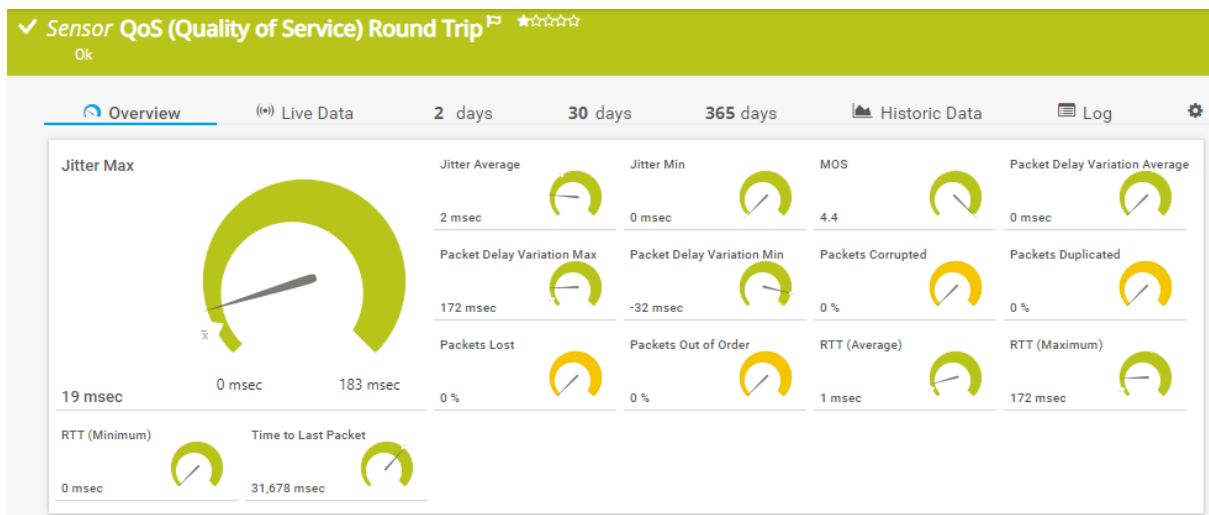 Sensor QoS (Quality of Service) Round Trip
Ok
Overview
Live Data
2 days
30 days
365 days
Historic Data
Log
Jitter Max
19 msec
0 msec
183 msec
x
Jitter Average
2 msec
Jitter Min
0 msec
MOS
4.4
Packet Delay Variation Average
0 msec
Packet Delay Variation Max
172 msec
Packet Delay Variation Min
-32 msec
Packets Corrupted
0 %
Packets Duplicated
0 %
Packets Lost
0 %
Packets Out of Order
0 %
RTT (Average)
1 msec
RTT (Maximum)
172 msec
RTT (Minimum)
0 msec
Time to Last Packet
31,678 msec